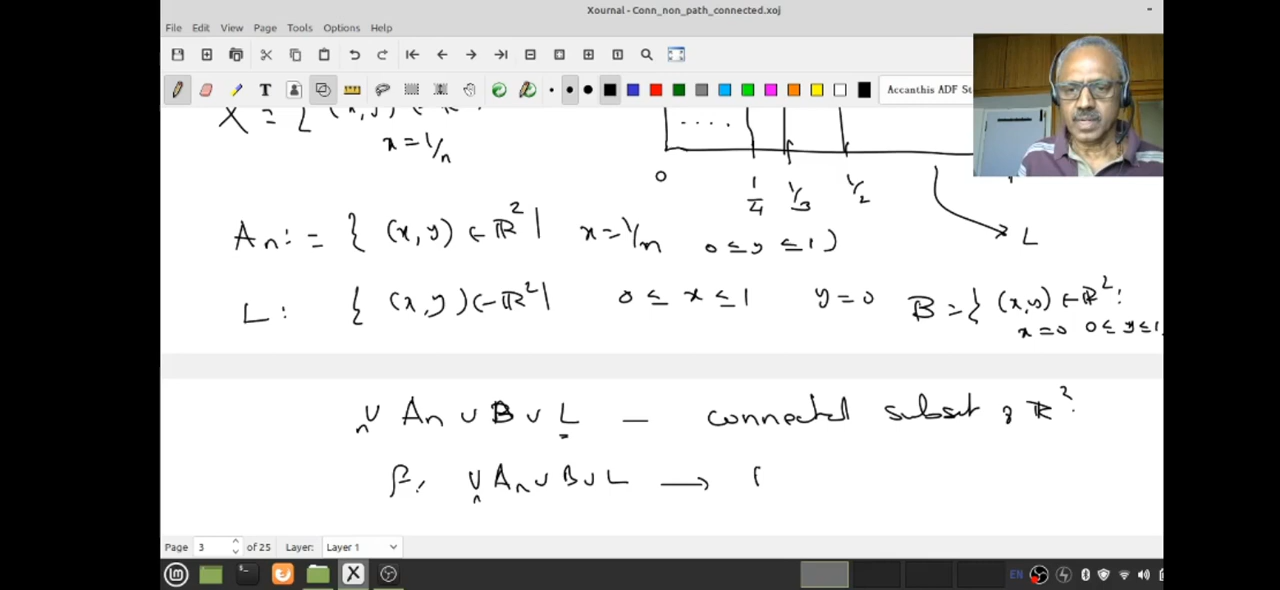 Xournal - Conn_non_path_connected.xoj
File Edit View Page Tools Options Help
Accanthis ADF Su
X = {
x = 1/n
....
0 1/4 1/3 1/2
L
An := { (x, y) ∈ ℝ² | x = 1/n 0 ≤ y ≤ 1 }
L : { (x, y) ∈ ℝ² | 0 ≤ x ≤ 1 y = 0
B = { (x, y) ∈ ℝ² :
x = 0 0 ≤ y ≤ 1
∪n An ∪ B ∪ L — connected subset of ℝ².
f: ∪n An ∪ B ∪ L →
Page 3 of 25 Layer: Layer 1
EN